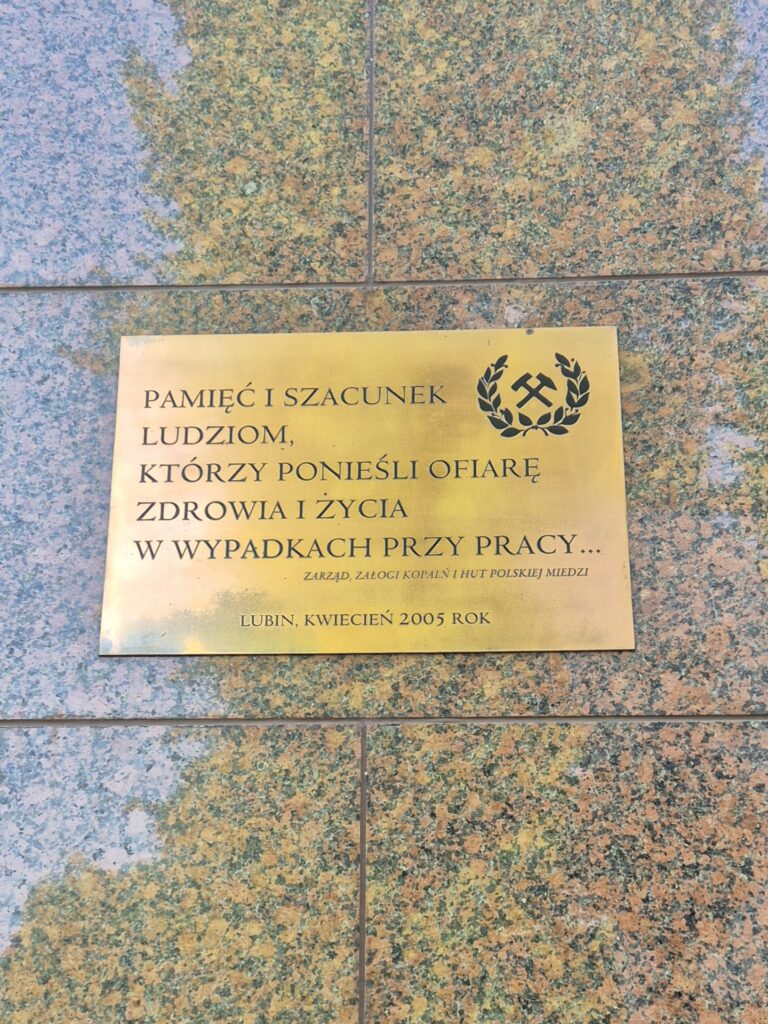 PAMIĘĆ I SZACUNEK
LUDZIOM,
KTÓRZY PONIEŚLI OFIARĘ
ZDROWIA I ŻYCIA
W WYPADKACH PRZY PRACY...
ZARZĄD, ZAŁOGI KOPALŃ I HUT POLSKIEJ MIEDZI
LUBIN, KWIECIEŃ 2005 ROK